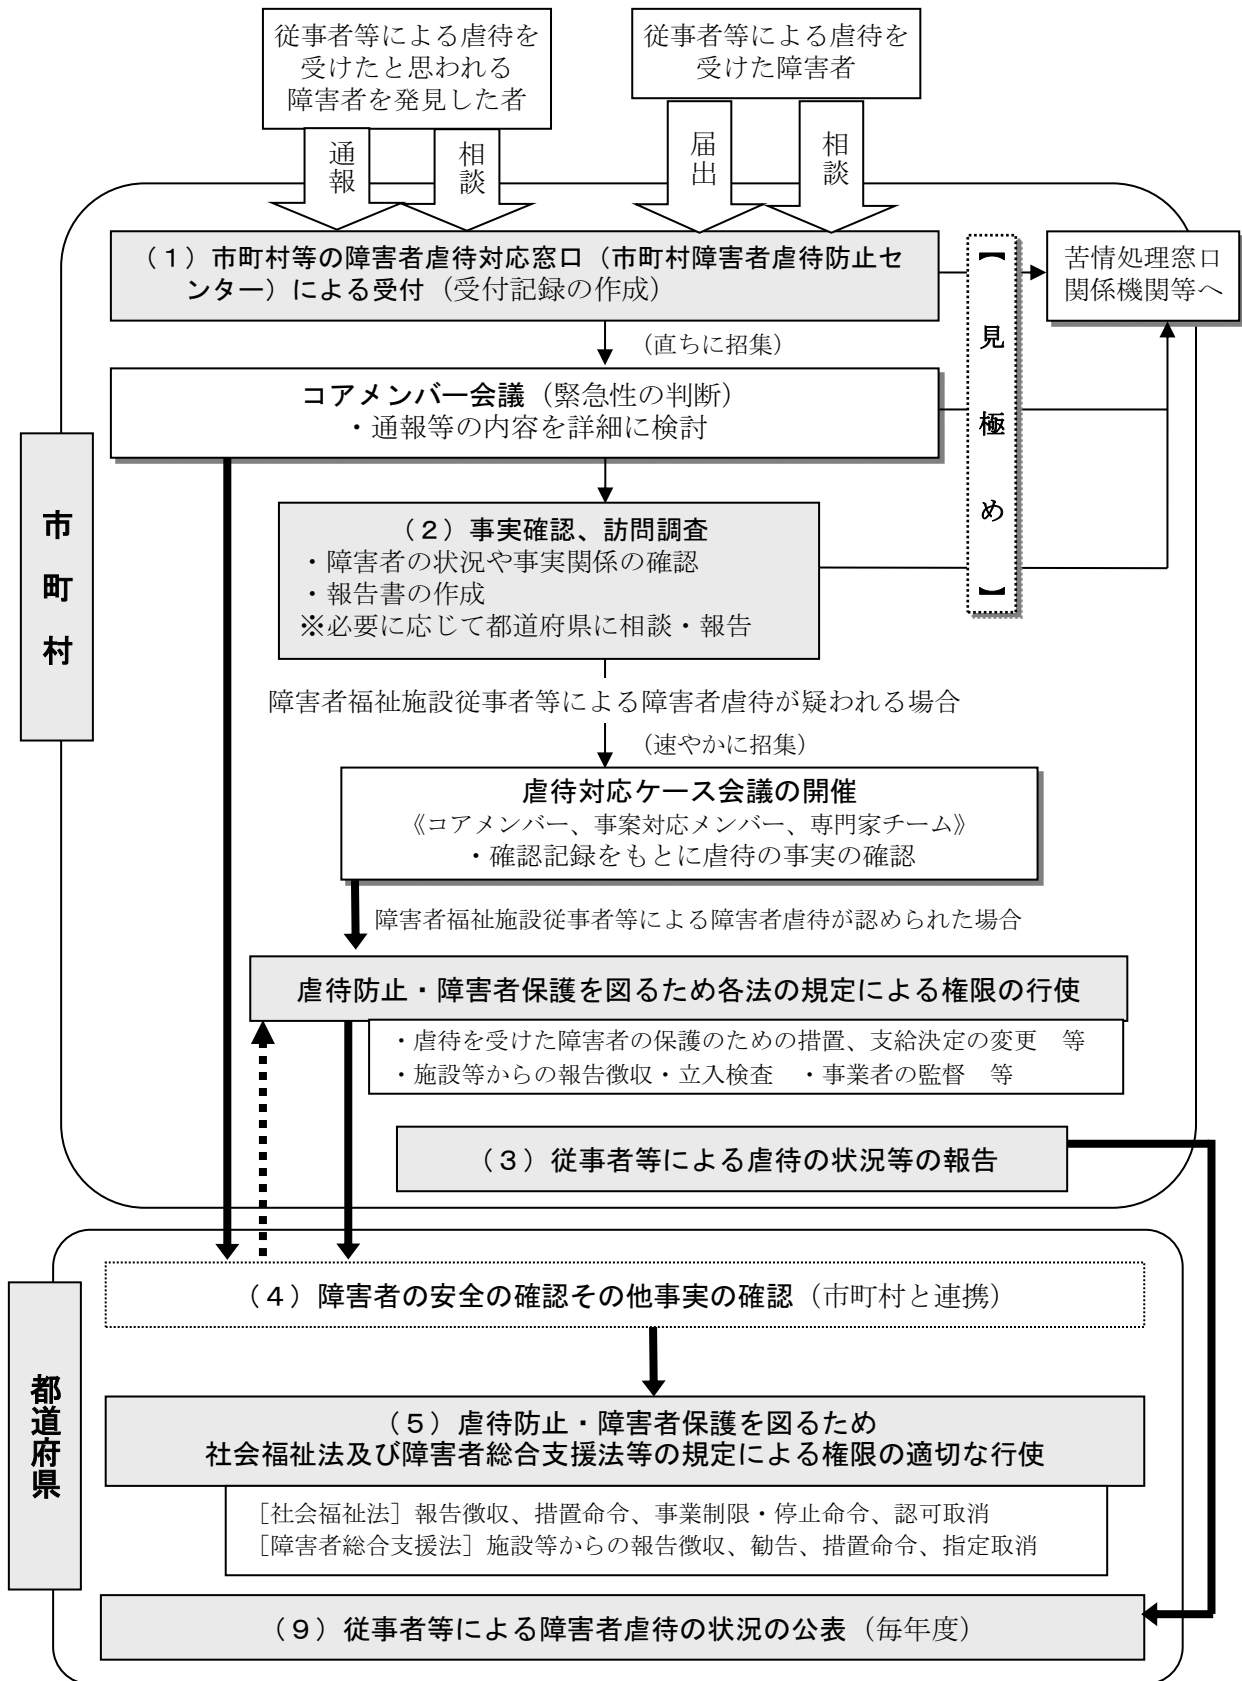 従事者等による虐待を
受けたと思われる
障害者を発見した者
従事者等による虐待を
受けた障害者
通報
相談
届出
相談
（１）市町村等の障害者虐待対応窓口（市町村障害者虐待防止セ
ンター）による受付（受付記録の作成）
【見極め】
苦情処理窓口
関係機関等へ
（直ちに招集）
コアメンバー会議（緊急性の判断）
・通報等の内容を詳細に検討
市町村
（２）事実確認、訪問調査
・障害者の状況や事実関係の確認
・報告書の作成
※必要に応じて都道府県に相談・報告
障害者福祉施設従事者等による障害者虐待が疑われる場合
（速やかに招集）
虐待対応ケース会議の開催
《コアメンバー、事案対応メンバー、専門家チーム》
・確認記録をもとに虐待の事実の確認
障害者福祉施設従事者等による障害者虐待が認められた場合
虐待防止・障害者保護を図るため各法の規定による権限の行使
・虐待を受けた障害者の保護のための措置、支給決定の変更　等
・施設等からの報告徴収・立入検査　・事業者の監督　等
（３）従事者等による虐待の状況等の報告
都道府県
（４）障害者の安全の確認その他事実の確認（市町村と連携）
（５）虐待防止・障害者保護を図るため
社会福祉法及び障害者総合支援法等の規定による権限の適切な行使
［社会福祉法］報告徴収、措置命令、事業制限・停止命令、認可取消
［障害者総合支援法］施設等からの報告徴収、勧告、措置命令、指定取消
（９）従事者等による障害者虐待の状況の公表（毎年度）